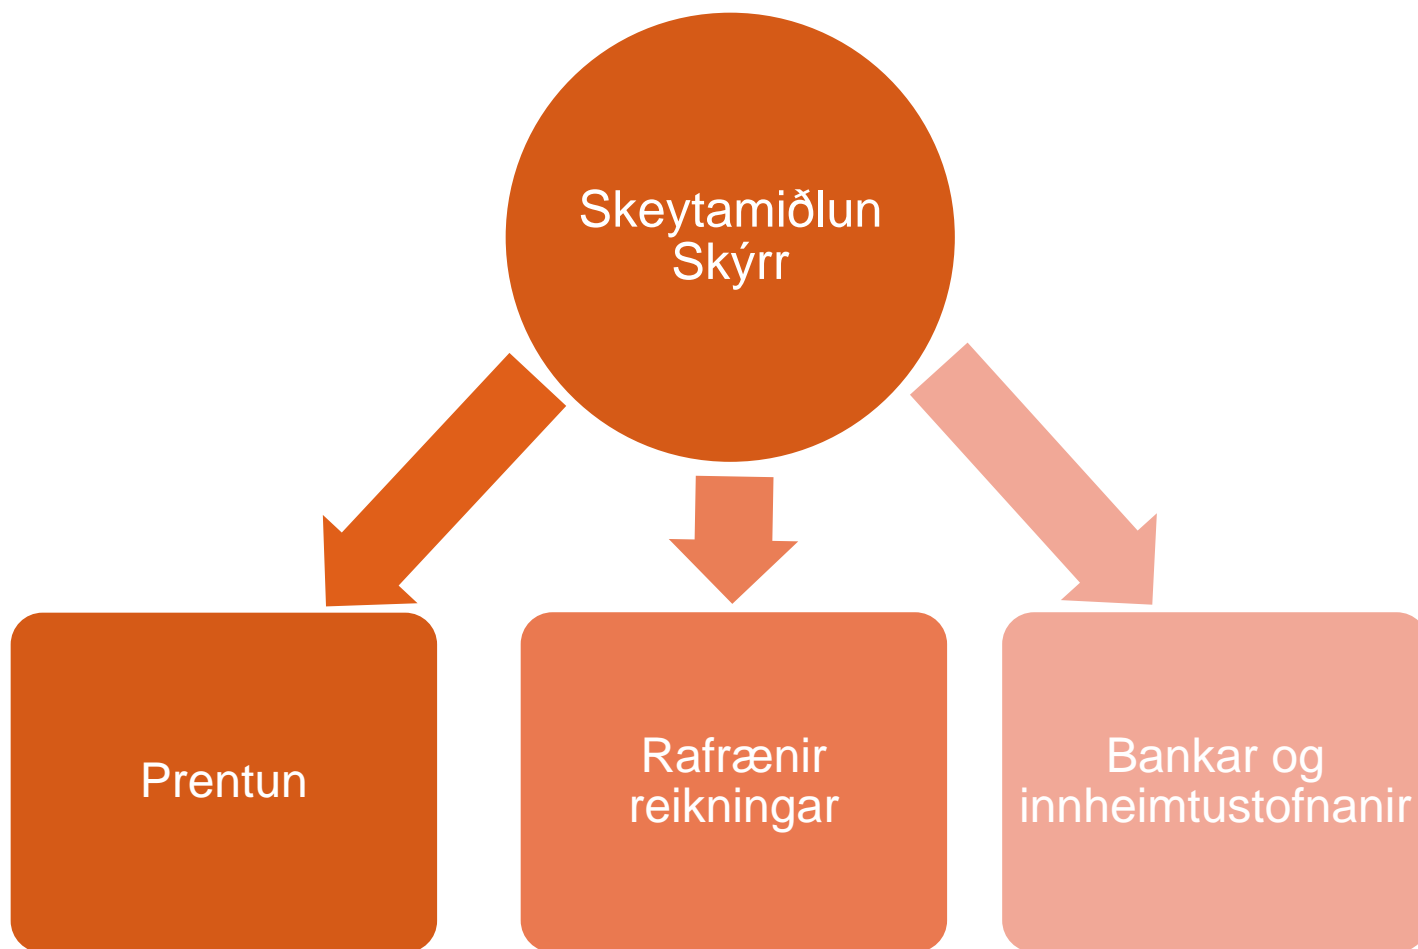 Skeytamiðlun
Skýrr
Prentun
Rafrænir
reikningar
Bankar og
innheimtustofnanir